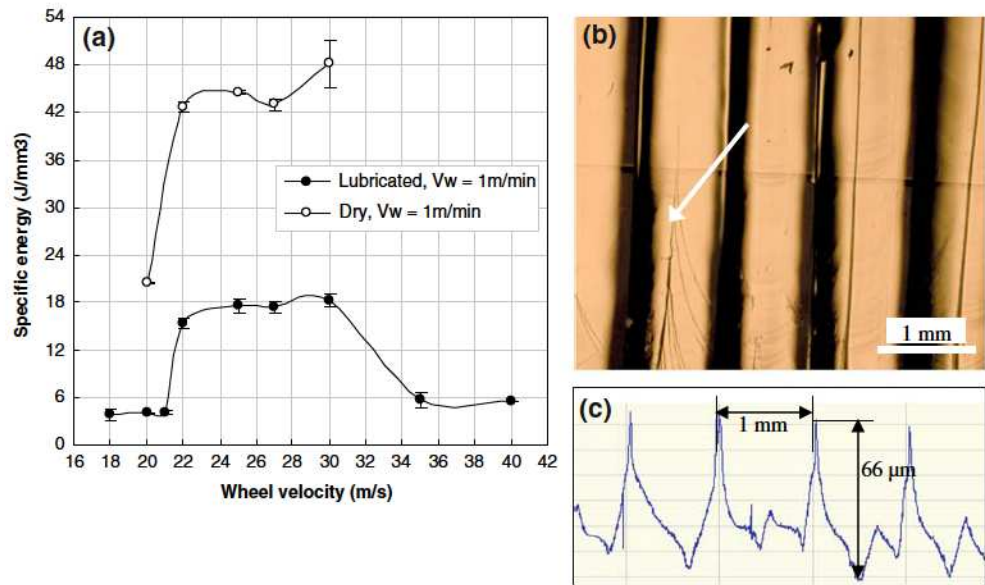 (a)
54
48
42
36
30
24
18
12
6
0
Specific energy (J/mm3)
Lubricated, Vw = 1m/min
Dry, Vw = 1m/min
16 18 20 22 24 26 28 30 32 34 36 38 40 42
Wheel velocity (m/s)
(b)
1 mm
(c)
1 mm
66 μm